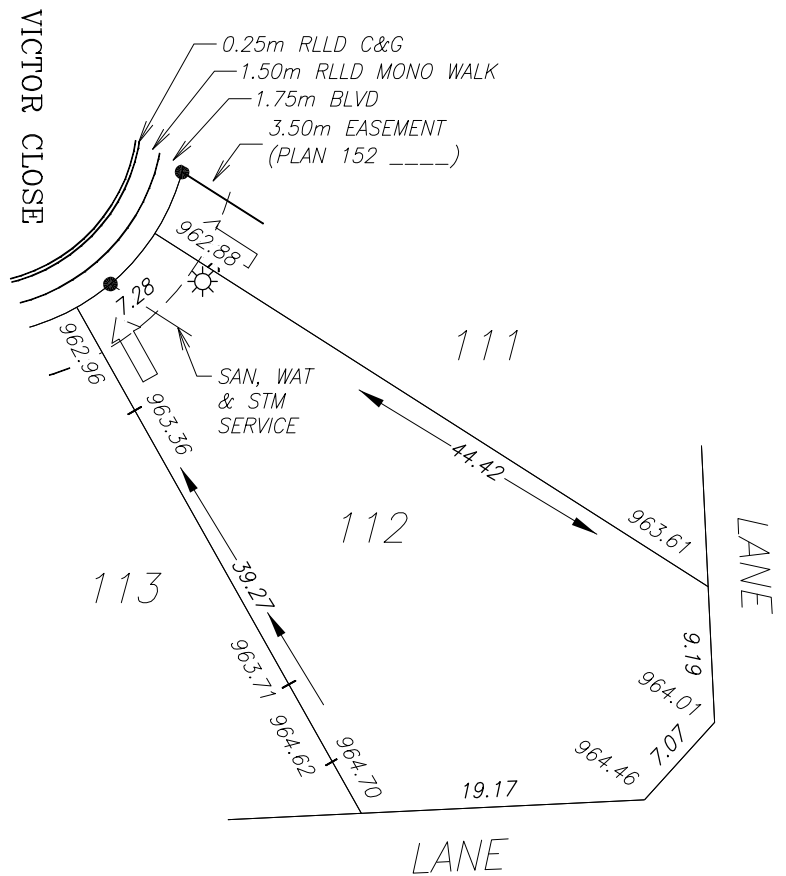 VICTOR CLOSE
0.25m RLLD C&G
1.50m RLLD MONO WALK
1.75m BLVD
3.50m EASEMENT
(PLAN 152 ____)
962.88
7.28
962.96
963.36
SAN, WAT
& STM
SERVICE
111
44.42
963.61
LANE
112
113
39.27
963.71
964.62
964.70
9.19
964.01
7.07
964.46
19.17
LANE